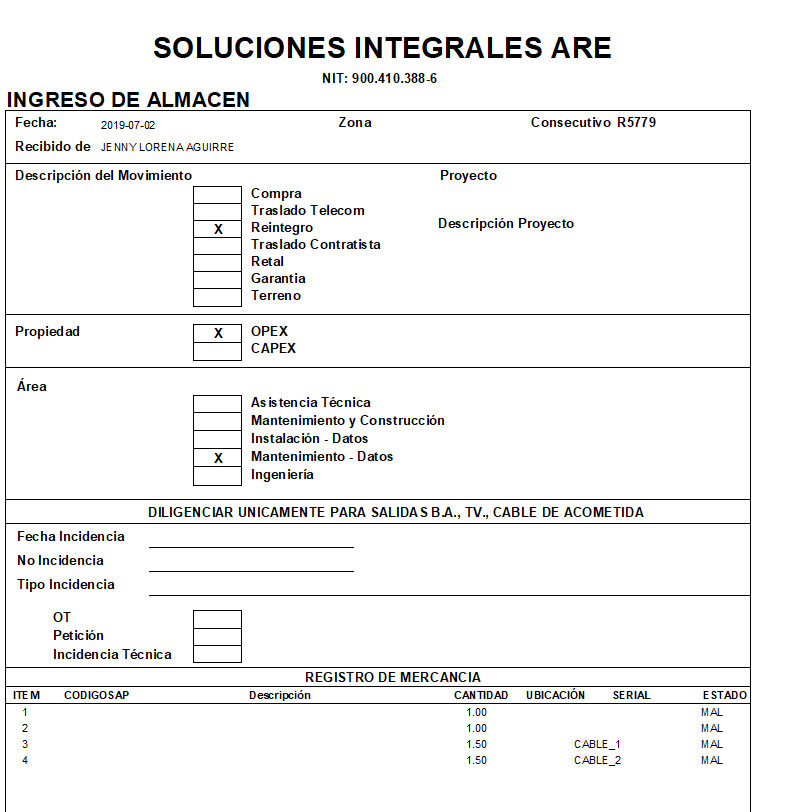 SOLUCIONES INTEGRALES ARE
NIT: 900.410.388-6
INGRESO DE ALMACEN
Fecha: 2019-07-02 Zona Consecutivo R5779
Recibido de JENNY LORENA AGUIRRE
Descripción del Movimiento Proyecto
Compra
Traslado Telecom
X Reintegro Descripción Proyecto
Traslado Contratista
Retal
Garantia
Terreno
Propiedad X OPEX
CAPEX
Área
Asistencia Técnica
Mantenimiento y Construcción
Instalación - Datos
X Mantenimiento - Datos
Ingeniería
DILIGENCIAR UNICAMENTE PARA SALIDAS B.A., TV., CABLE DE ACOMETIDA
Fecha Incidencia
No Incidencia
Tipo Incidencia
OT
Petición
Incidencia Técnica
REGISTRO DE MERCANCIA
ITEM CODIGOSAP Descripción CANTIDAD UBICACIÓN SERIAL ESTADO
1 1.00 MAL
2 1.00 MAL
3 1.50 CABLE_1 MAL
4 1.50 CABLE_2 MAL